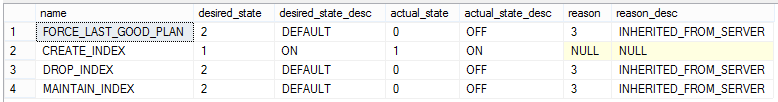 name desired_state desired_state_desc actual_state actual_state_desc reason reason_desc
1 FORCE_LAST_GOOD_PLAN 2 DEFAULT 0 OFF 3 INHERITED_FROM_SERVER
2 CREATE_INDEX 1 ON 1 ON NULL NULL
3 DROP_INDEX 2 DEFAULT 0 OFF 3 INHERITED_FROM_SERVER
4 MAINTAIN_INDEX 2 DEFAULT 0 OFF 3 INHERITED_FROM_SERVER